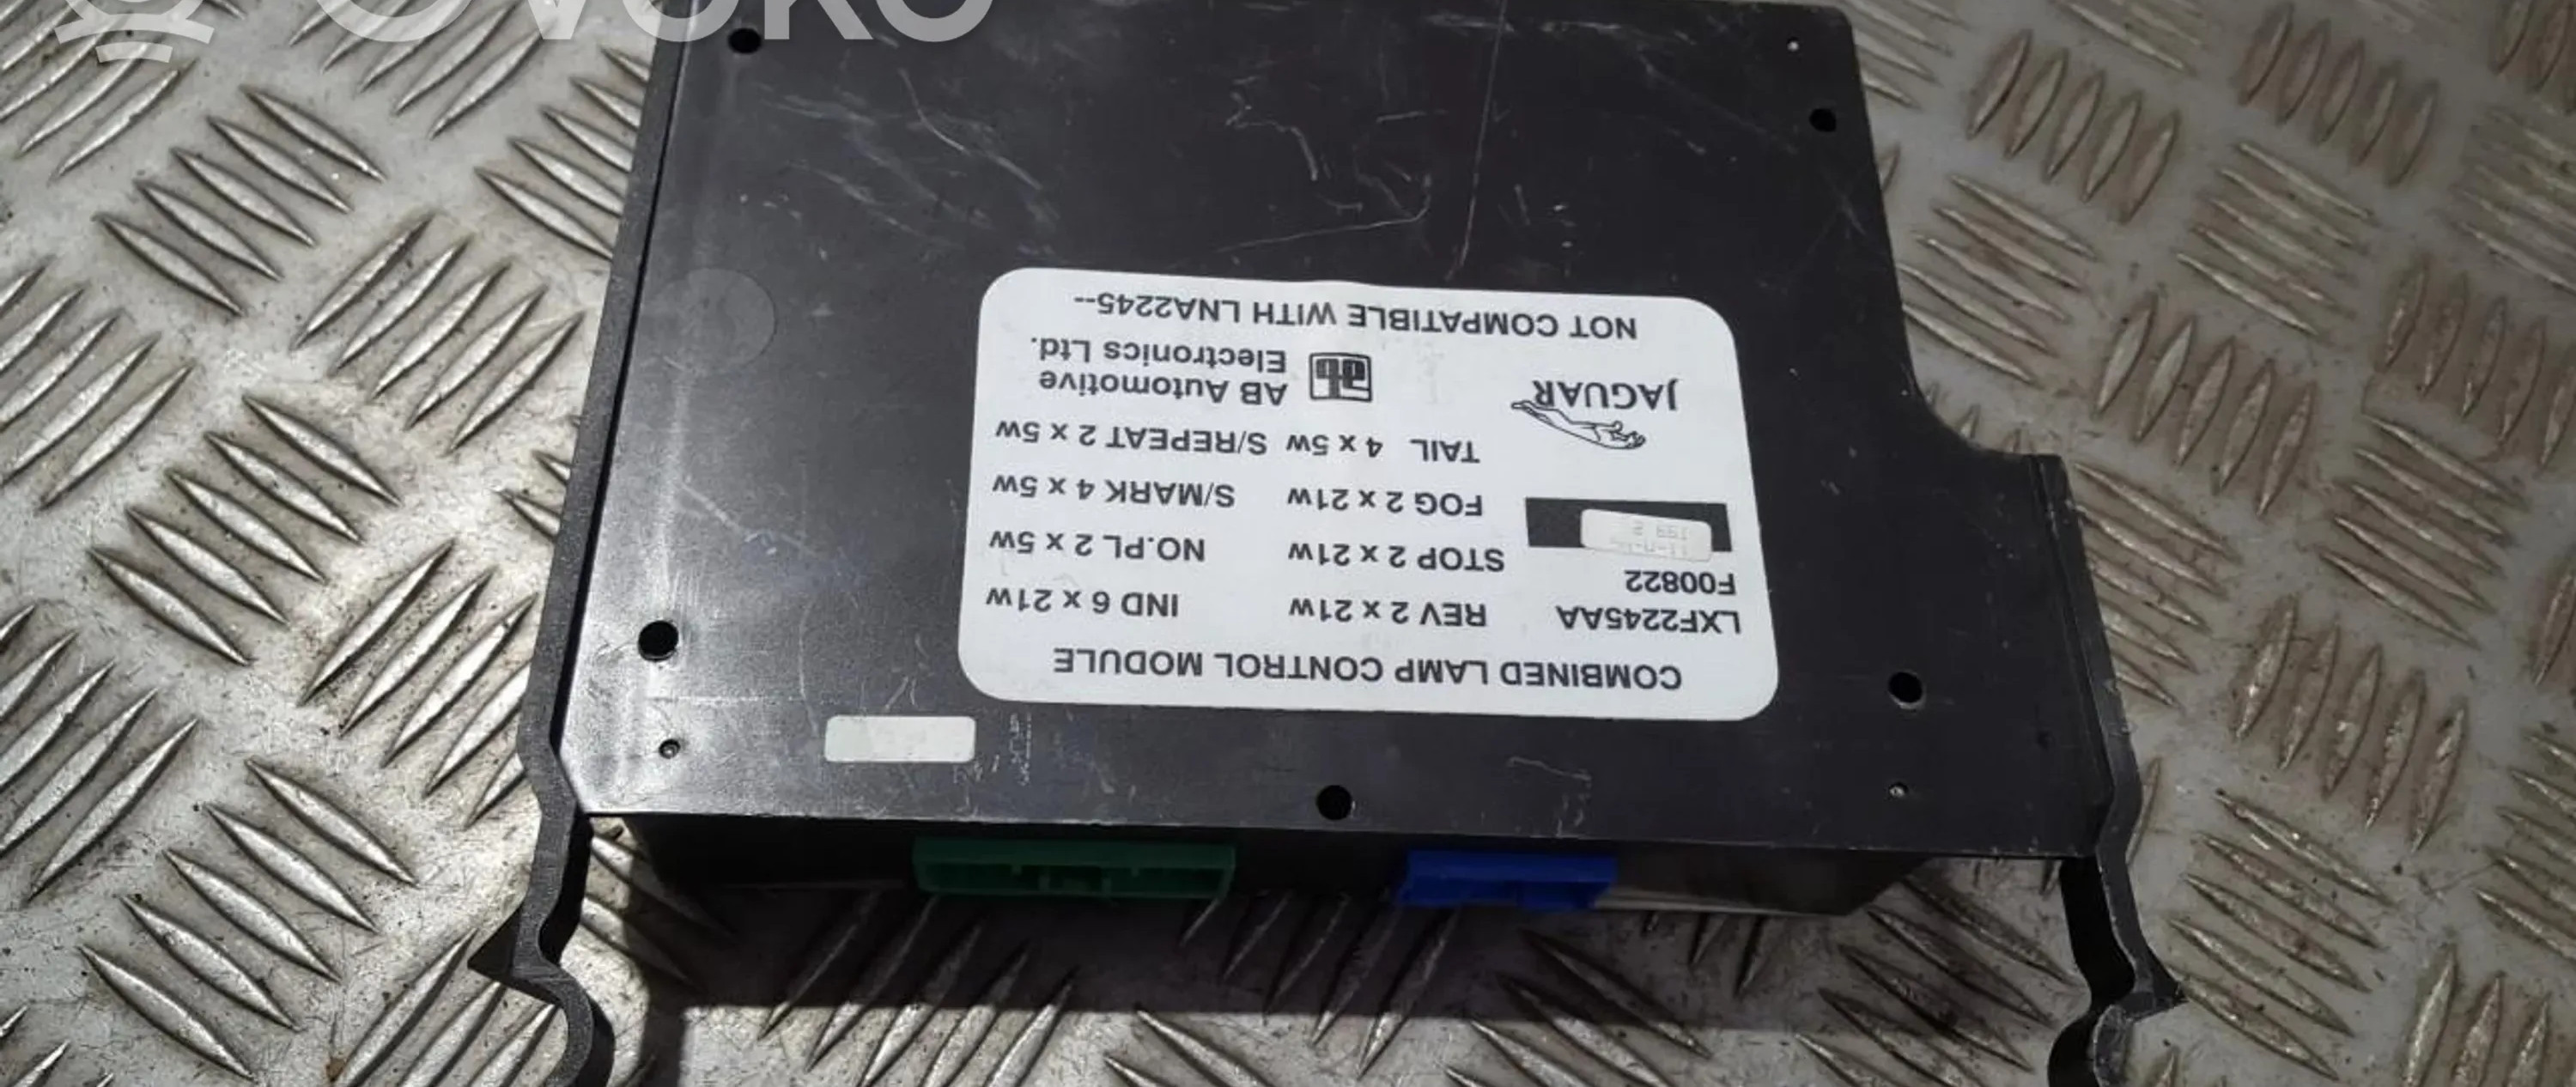 OVOKO
COMBINED LAMP CONTROL MODULE
LXF2245AA REV 2 x 21w IND 6 x 21w
F00822 STOP 2 x 21w NO.PL 2 x 5w
FOG 2 x 21w S/MARK 4 x 5w
TAIL 4 x 5w S/REPEAT 2 x 5w
JAGUAR ab AB Automotive
Electronics Ltd.
NOT COMPATIBLE WITH LNA2245--